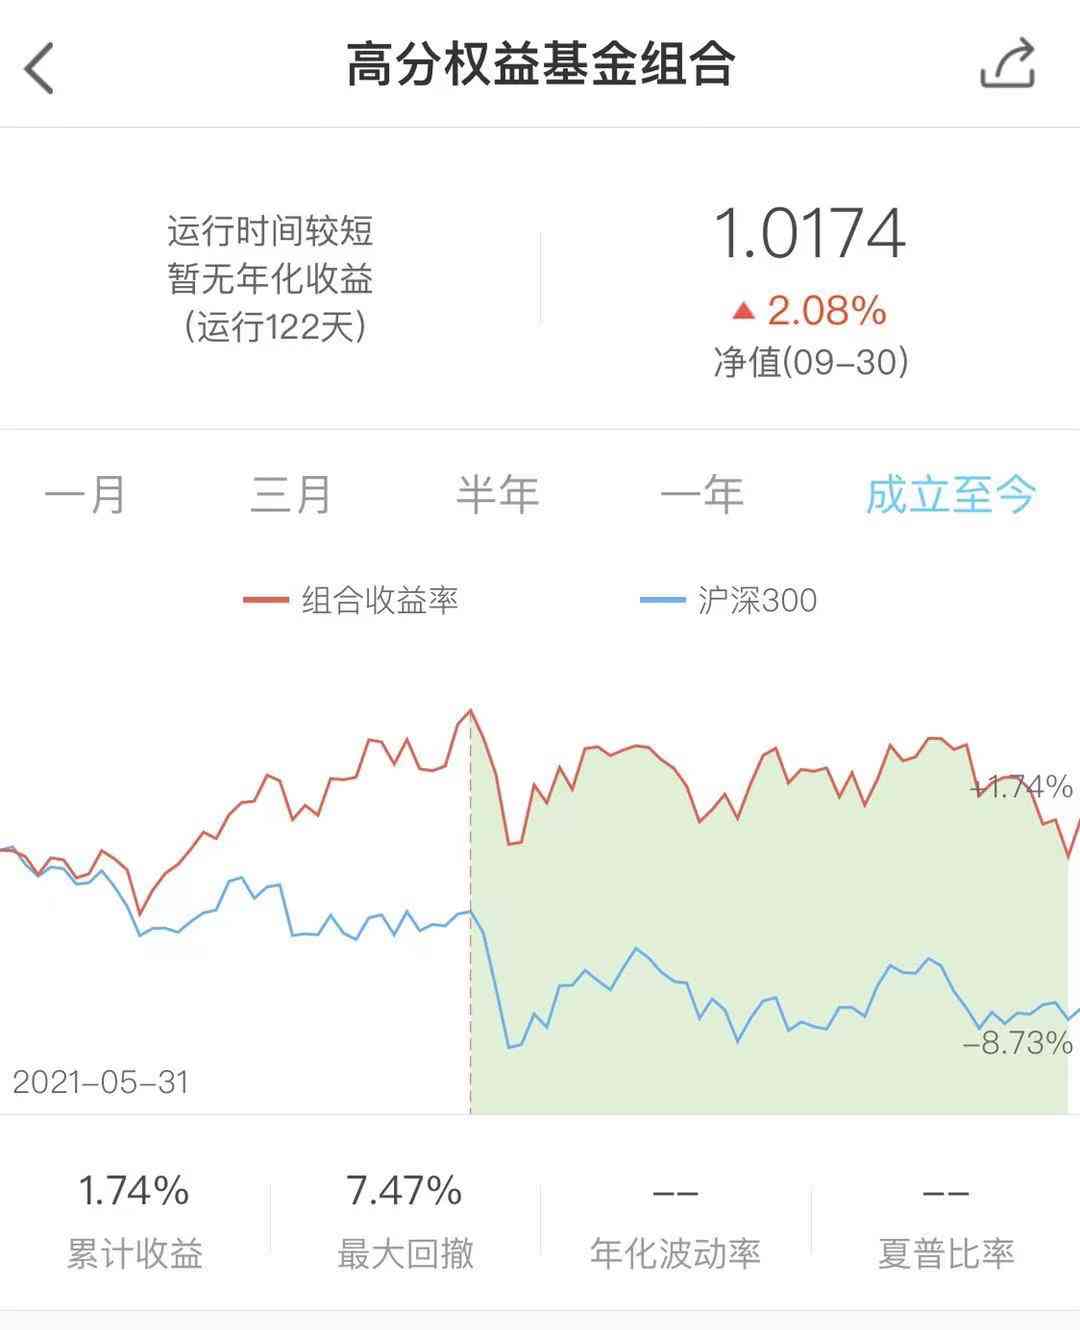 高分权益基金组合
运行时间较短
暂无年化收益
(运行122天)
1.0174
▲ 2.08%
净值(09-30)
一月 三月 半年 一年 成立至今
组合收益率 沪深300
+1.74%
-8.73%
2021-05-31
1.74% 7.47% -- --
累计收益 最大回撤 年化波动率 夏普比率